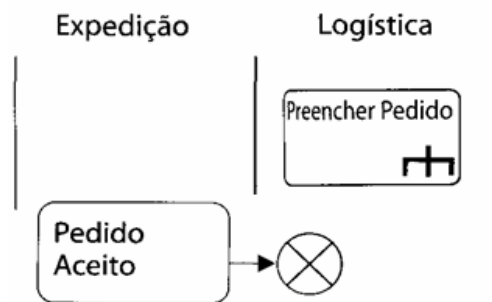 Expedição
Logística
Preencher Pedido
Pedido
Aceito